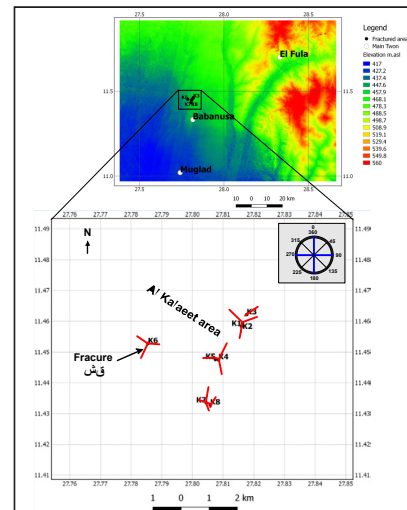 Legend
Fractured area
Main Twon
Elevation m.asl
417
427.2
437.4
447.6
457.9
468.1
478.3
488.5
498.7
508.9
519.1
529.4
539.6
549.8
560
27.5 28.0 28.5
11.5
11.0
El Fula
K3
Babanusa
Muglad
27.5 28.0 28.5
11.5
11.0
10 0 10 20 km
27.76 27.77 27.78 27.79 27.80 27.81 27.82 27.83 27.84 27.85
11.49
11.48
11.47
11.46
11.45
11.44
11.43
11.42
11.41
N
0
360
45
90
135
180
225
270
315
Al Kalaeet area
K3
K1 K2
K6
K5 K4
K7 K8
Fracure
قش
11.49
11.48
11.47
11.46
11.45
11.44
11.43
11.42
11.41
27.76 27.77 27.78 27.79 27.80 27.81 27.82 27.83 27.84 27.85
1 0 1 2 km